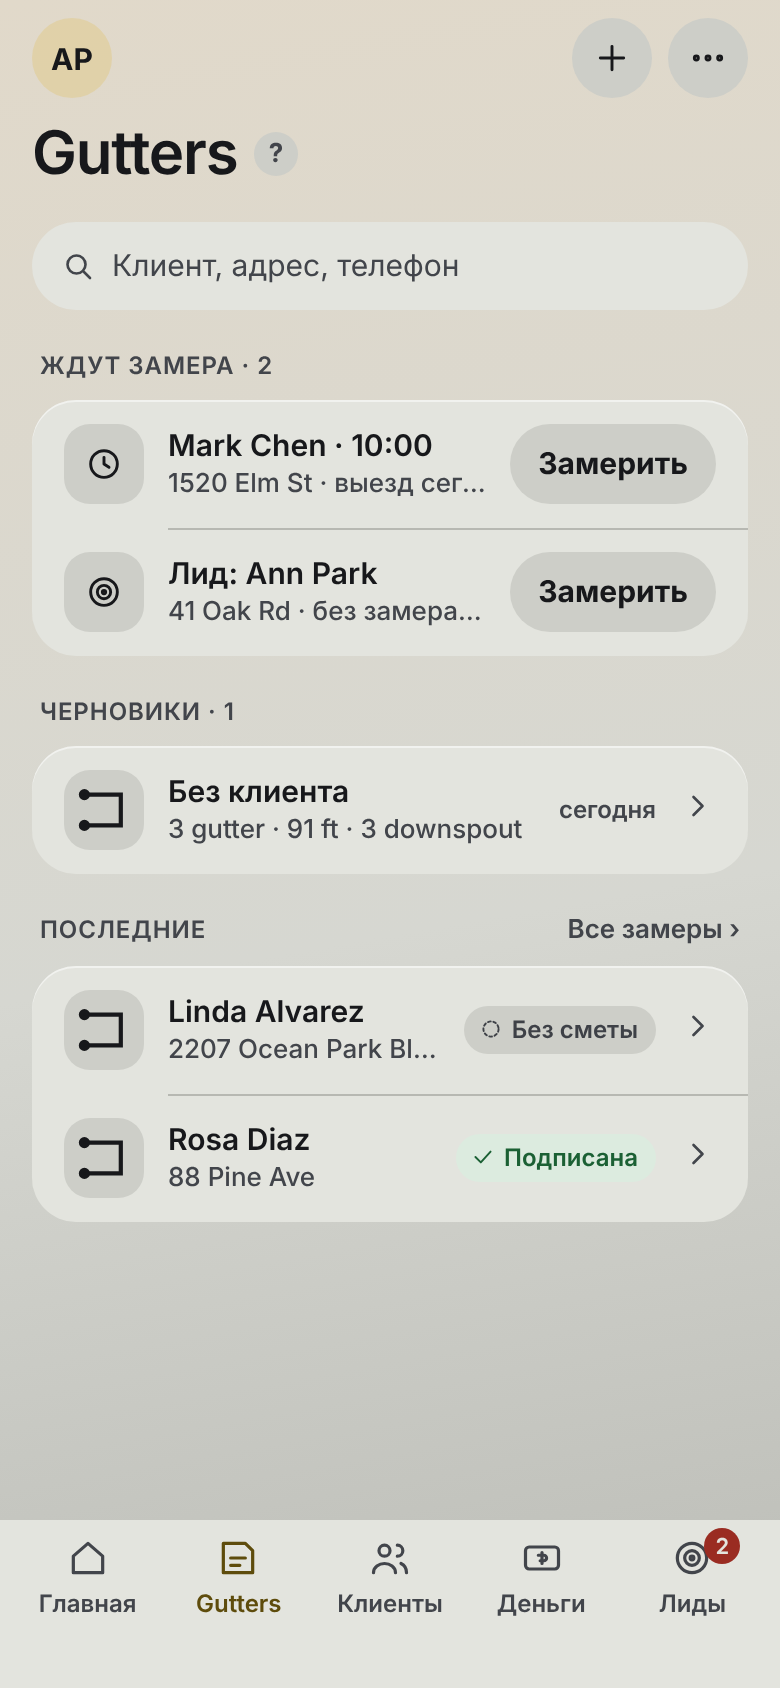 AP
Gutters ?
Клиент, адрес, телефон
ЖДУТ ЗАМЕРА · 2
Mark Chen · 10:00
1520 Elm St · выезд сег...
Замерить
Лид: Ann Park
41 Oak Rd · без замера...
Замерить
ЧЕРНОВИКИ · 1
Без клиента
3 gutter · 91 ft · 3 downspout
сегодня
ПОСЛЕДНИЕ
Все замеры ›
Linda Alvarez
2207 Ocean Park Bl...
Без сметы
Rosa Diaz
88 Pine Ave
Подписана
Главная
Gutters
Клиенты
Деньги
2
Лиды